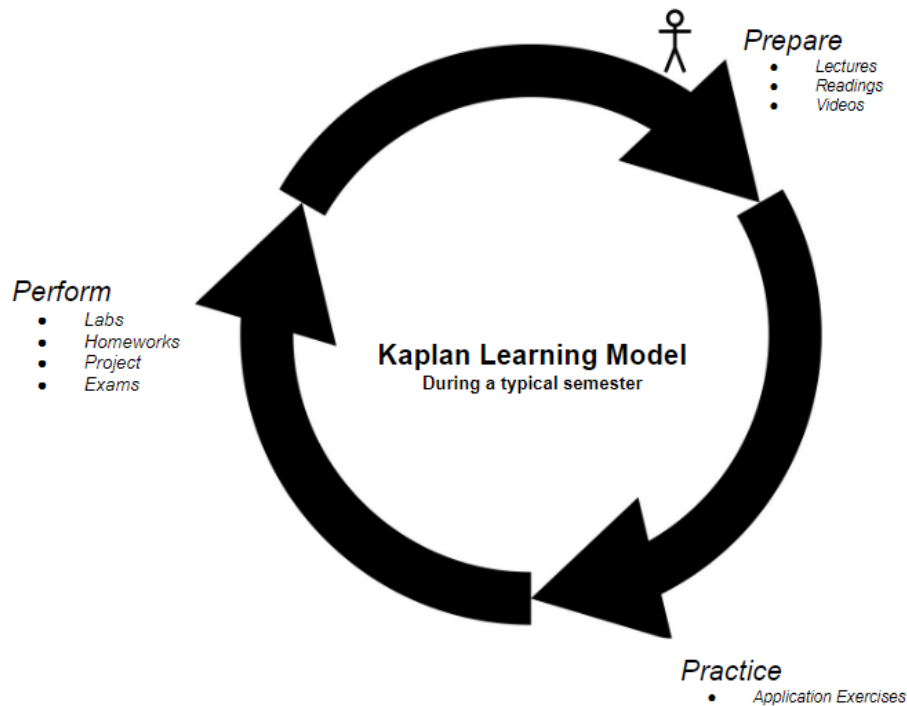 Prepare
● Lectures
● Readings
● Videos
Perform
● Labs
● Homeworks
● Project
● Exams
Kaplan Learning Model
During a typical semester
Practice
● Application Exercises